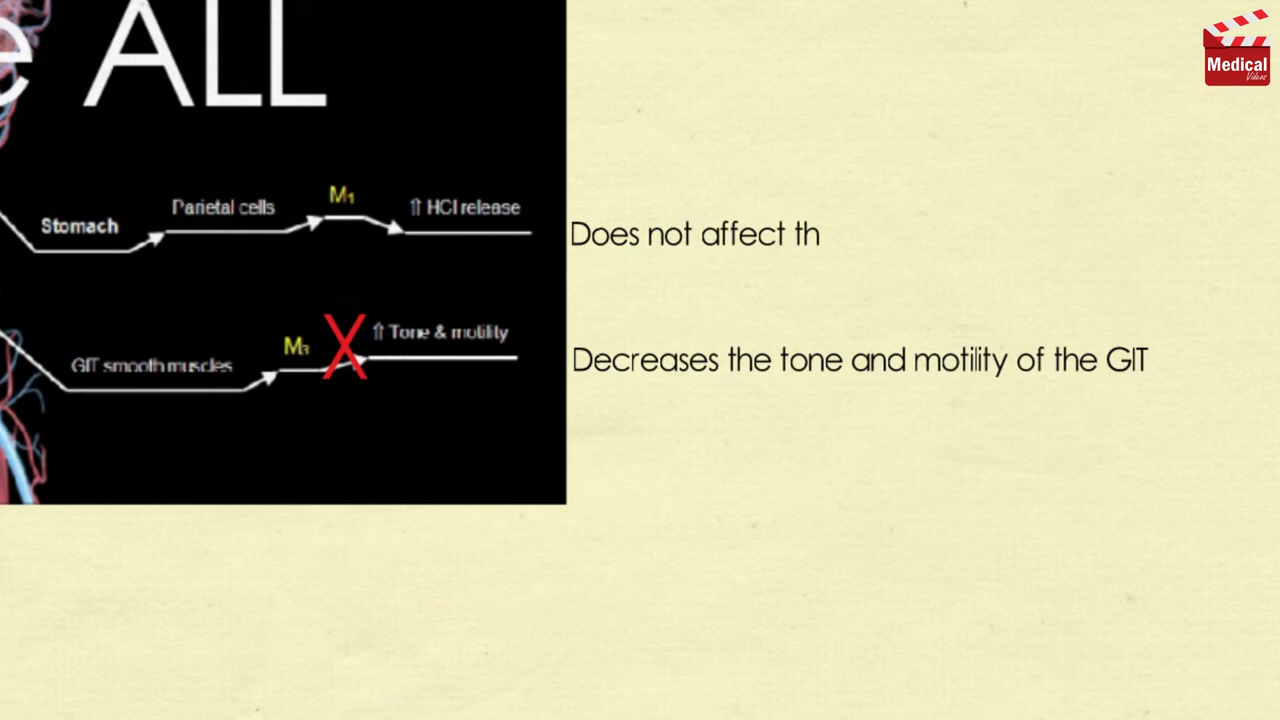 e ALL
Medical
Videos
M₁
Parietal cells
⇑ HCl release
Stomach
Does not affect th
M₃
⇑ Tone & motility
GIT smooth muscles
X
Decreases the tone and motility of the GIT